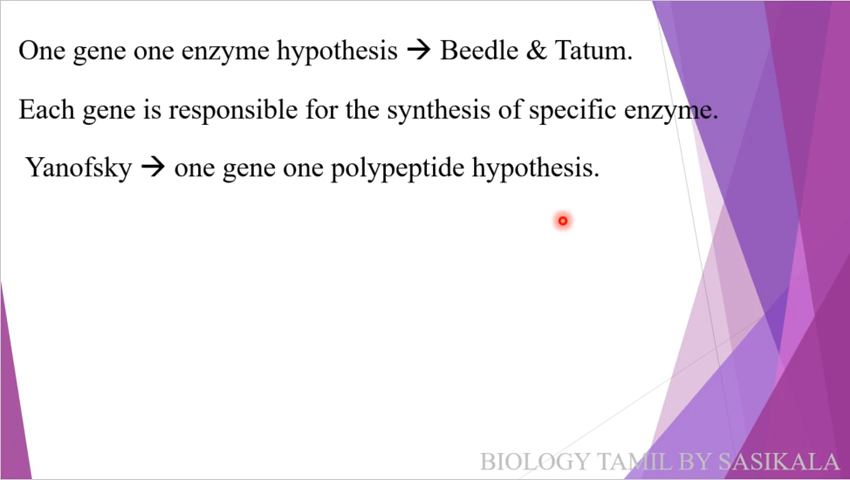 One gene one enzyme hypothesis → Beedle & Tatum.
Each gene is responsible for the synthesis of specific enzyme.
Yanofsky → one gene one polypeptide hypothesis.
BIOLOGY TAMIL BY SASIKALA